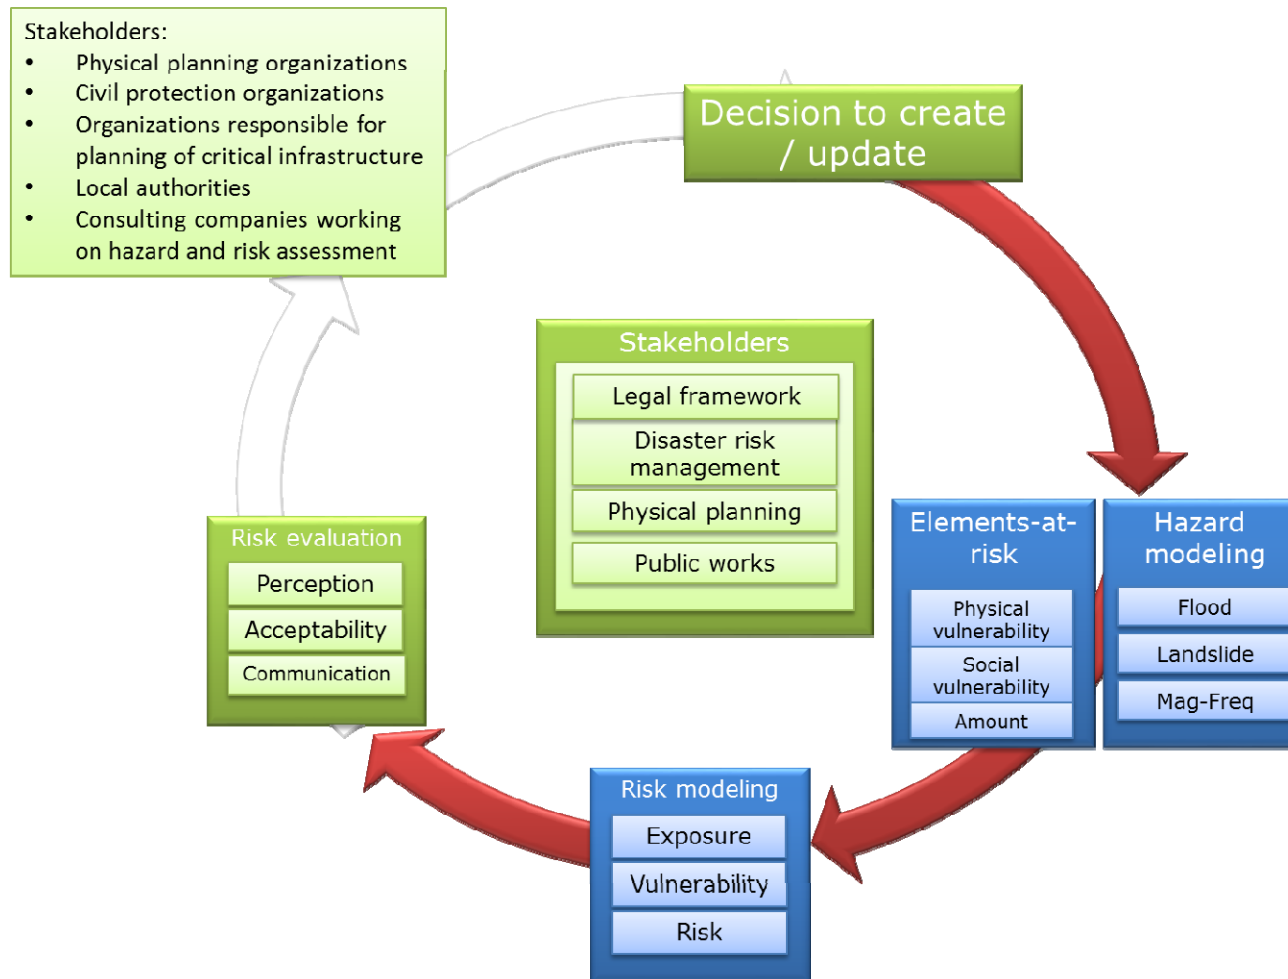 Stakeholders:
• Physical planning organizations
• Civil protection organizations
• Organizations responsible for
planning of critical infrastructure
• Local authorities
• Consulting companies working
on hazard and risk assessment
Decision to create
/ update
Stakeholders
Legal framework
Disaster risk
management
Physical planning
Public works
Elements-at-
risk
Physical
vulnerability
Social
vulnerability
Amount
Hazard
modeling
Flood
Landslide
Mag-Freq
Risk evaluation
Perception
Acceptability
Communication
Risk modeling
Exposure
Vulnerability
Risk